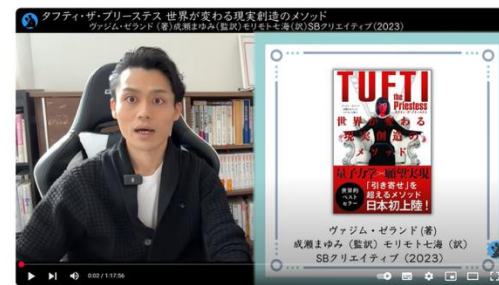 タフティ・ザ・プリーステス 世界が変わる現実創造のメソッド
ヴァジム・ゼランド (著)成瀬まゆみ(監訳)モリモト七海(訳)SBクリエイティブ(2023)
TUFTI
the
Priestess
世界が変わる
現実創造の
メソッド
量子力学×願望実現
世界的
ベスト
セラー
「引き寄せ」を
超えるメソッド
日本初上陸!
ヴァジム・ゼランド(著)
成瀬まゆみ(監訳)モリモト七海(訳)
SBクリエイティブ(2023)
0:02 / 1:17:56